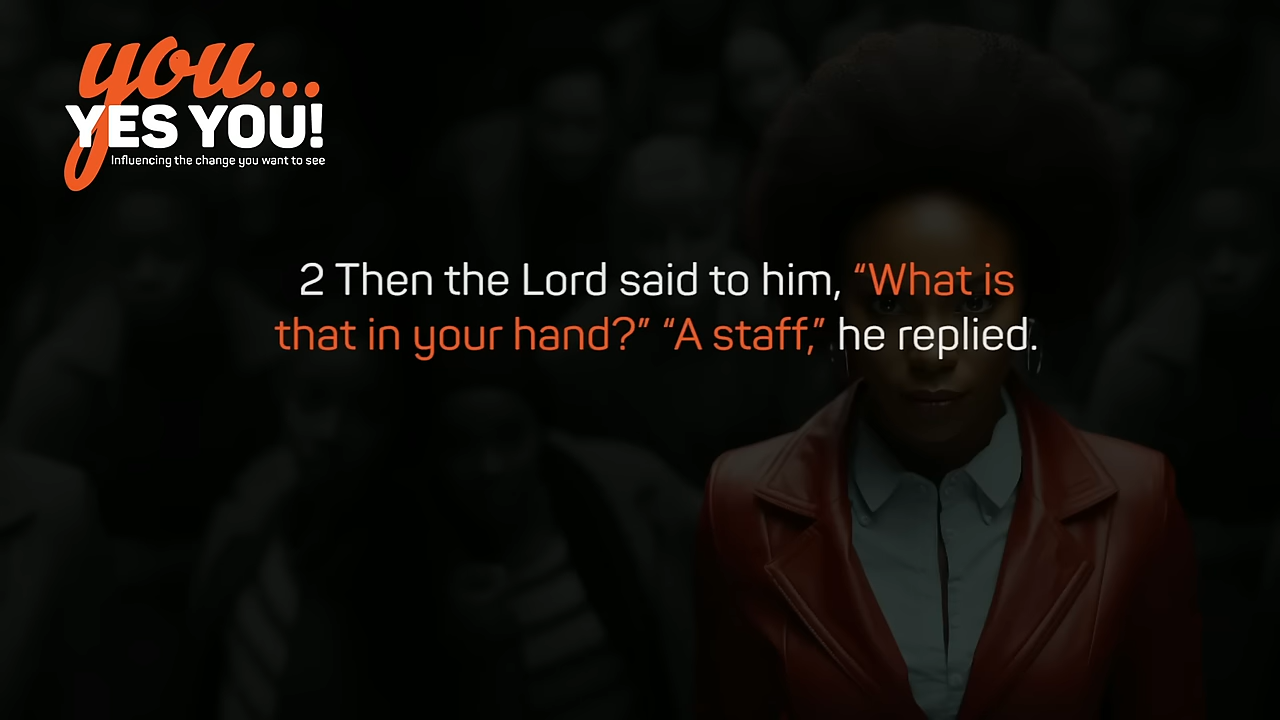 you...
YES YOU!
Influencing the change you want to see
2 Then the Lord said to him, “What is
that in your hand?” “A staff,” he replied.